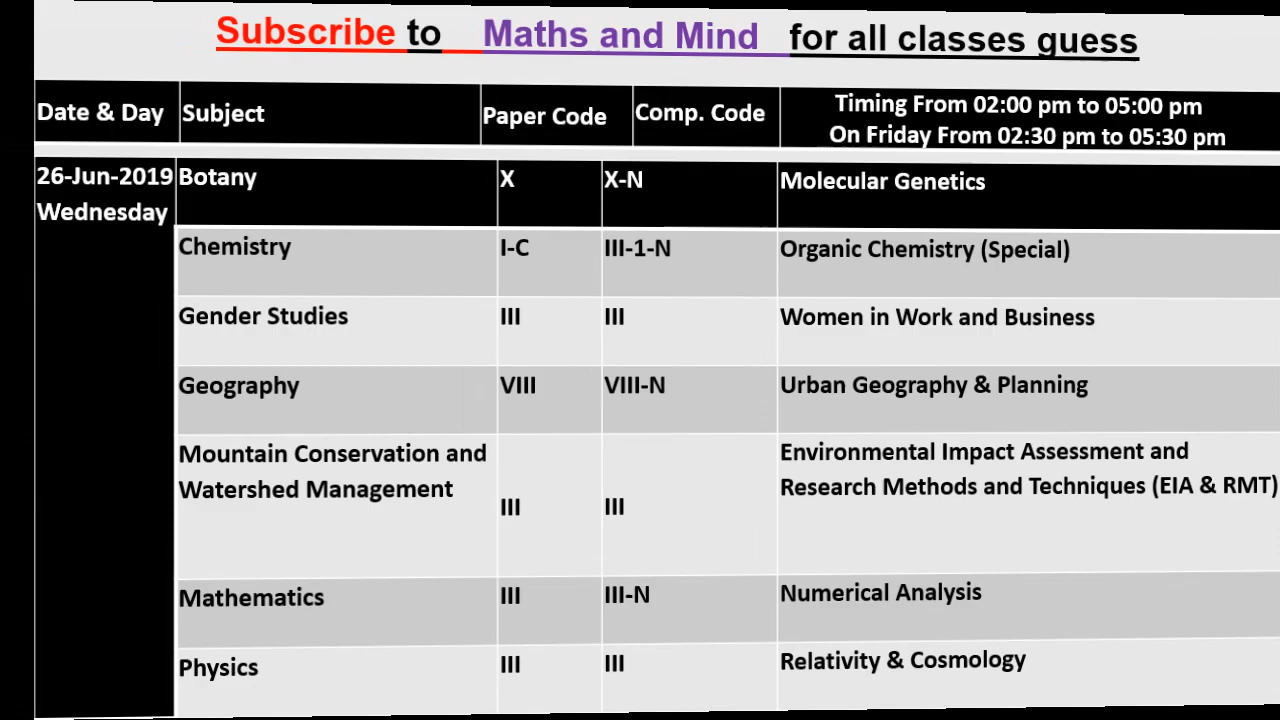 Subscribe to Maths and Mind for all classes guess
Date & Day Subject Paper Code Comp. Code Timing From 02:00 pm to 05:00 pm
On Friday From 02:30 pm to 05:30 pm
26-Jun-2019 Botany X X-N Molecular Genetics
Wednesday
Chemistry I-C III-1-N Organic Chemistry (Special)
Gender Studies III III Women in Work and Business
Geography VIII VIII-N Urban Geography & Planning
Mountain Conservation and Environmental Impact Assessment and
Watershed Management Research Methods and Techniques (EIA & RMT)
III III
Mathematics III III-N Numerical Analysis
Physics III III Relativity & Cosmology